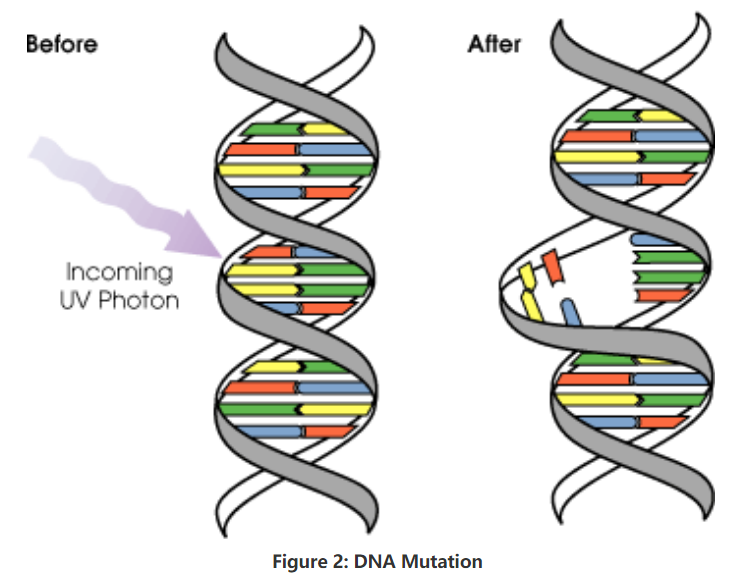 Before
After
Incoming
UV Photon
Figure 2: DNA Mutation